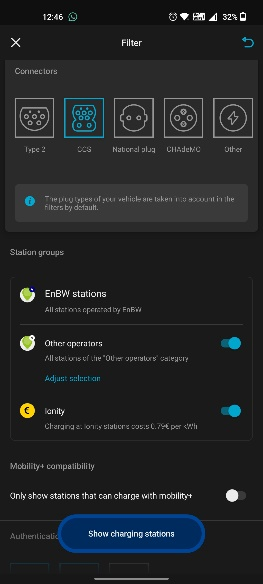 12:46
32%
Filter
Connectors
Type 2 CCS National plug CHAdeMO Other
The plug types of your vehicle are taken into account in the
filters by default.
Station groups
EnBW stations
All stations operated by EnBW
Other operators
All stations of the "Other operators" category
Adjust selection
Ionity
Charging at Ionity stations costs 0.79€ per kWh
Mobility+ compatibility
Only show stations that can charge with mobility+
Authentication
Show charging stations